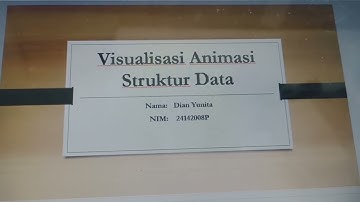 Visualisasi Animasi
Struktur Data
Nama: Dian Yunita
NIM: 24142008P